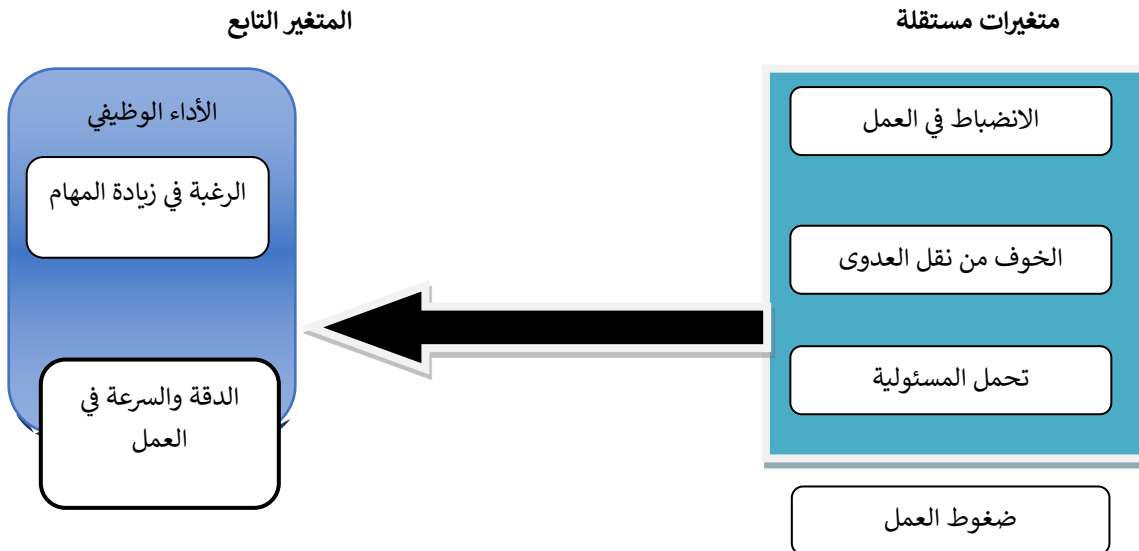 متغيرات مستقلة
المتغير التابع
الانضباط في العمل
الخوف من نقل العدوى
تحمل المسئولية
ضغوط العمل
الأداء الوظيفي
الرغبة في زيادة المهام
الدقة والسرعة في
العمل